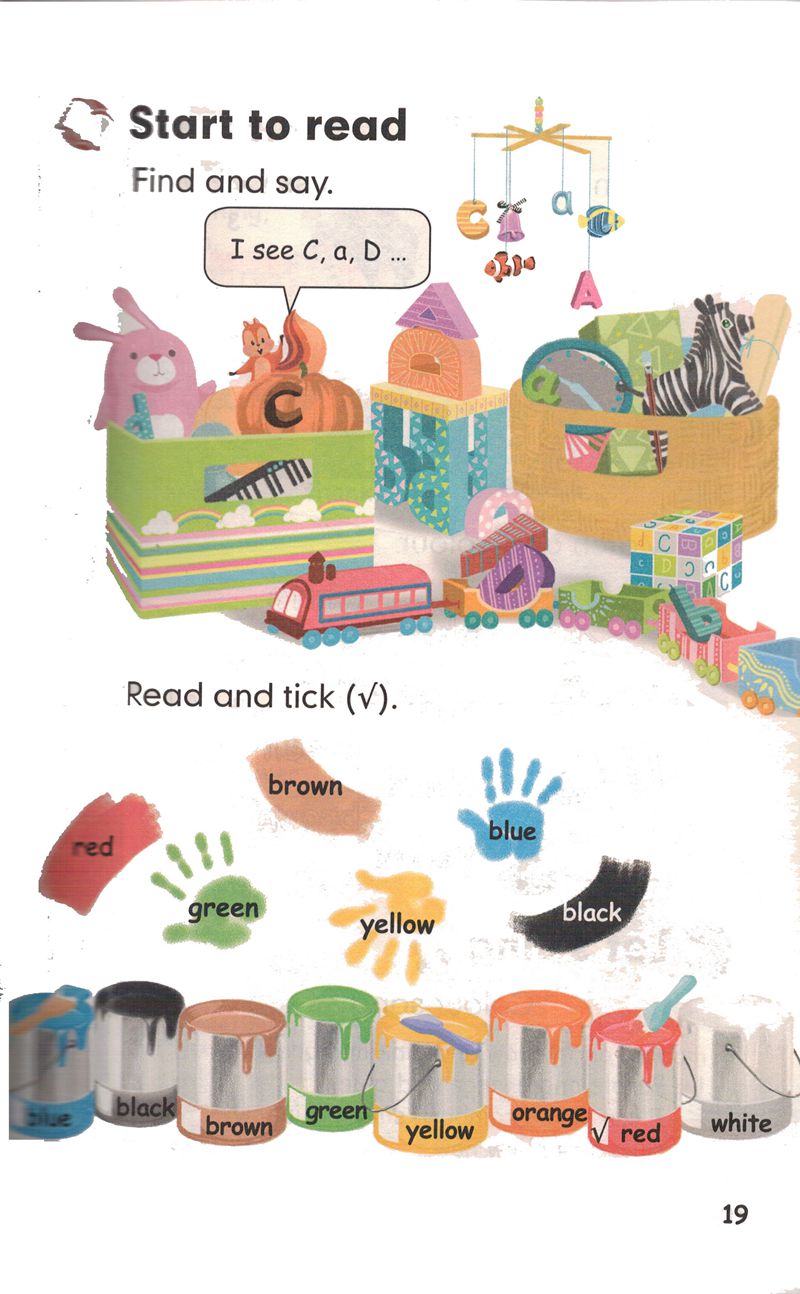 Start to read
Find and say.
I see C, a, D ...
C
a
A
C
a
Read and tick (√).
brown
blue
red
green
yellow
black
blue
black
brown
green
yellow
orange
√ red
white
19